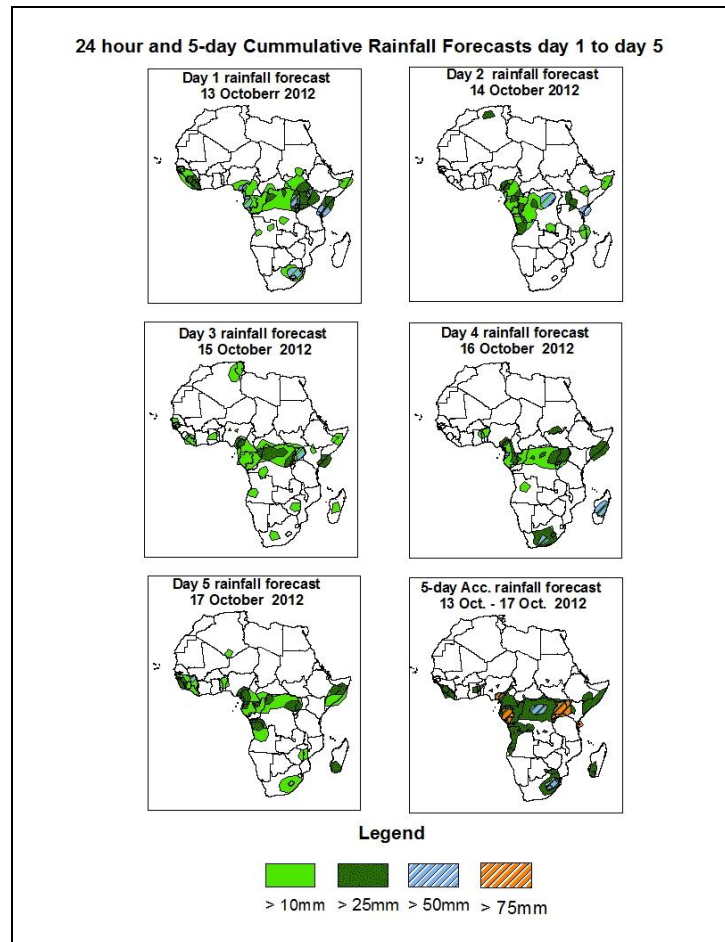 24 hour and 5-day Cummulative Rainfall Forecasts day 1 to day 5
Day 1 rainfall forecast
13 Octoberr 2012
Day 2 rainfall forecast
14 October 2012
Day 3 rainfall forecast
15 October 2012
Day 4 rainfall forecast
16 October 2012
Day 5 rainfall forecast
17 October 2012
5-day Acc. rainfall forecast
13 Oct. - 17 Oct. 2012
Legend
> 10mm > 25mm > 50mm > 75mm